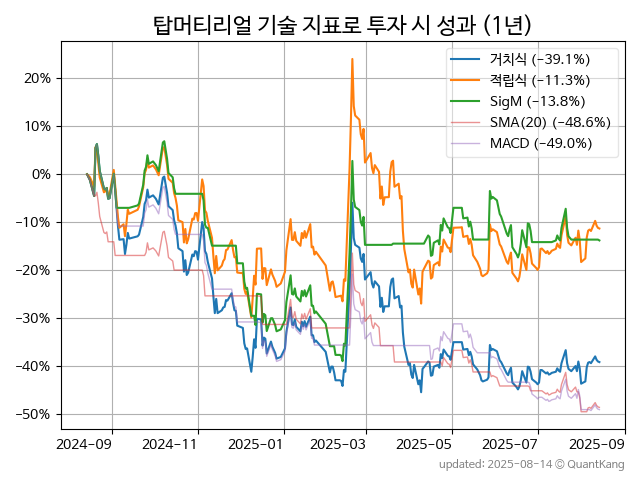 탑머티리얼 기술 지표로 투자 시 성과 (1년)
거치식 (−39.1%)
적립식 (−11.3%)
SigM (−13.8%)
SMA(20) (−48.6%)
MACD (−49.0%)
20%
10%
0%
−10%
−20%
−30%
−40%
−50%
2024-09 2024-11 2025-01 2025-03 2025-05 2025-07 2025-09
updated: 2025-08-14 © QuantKang